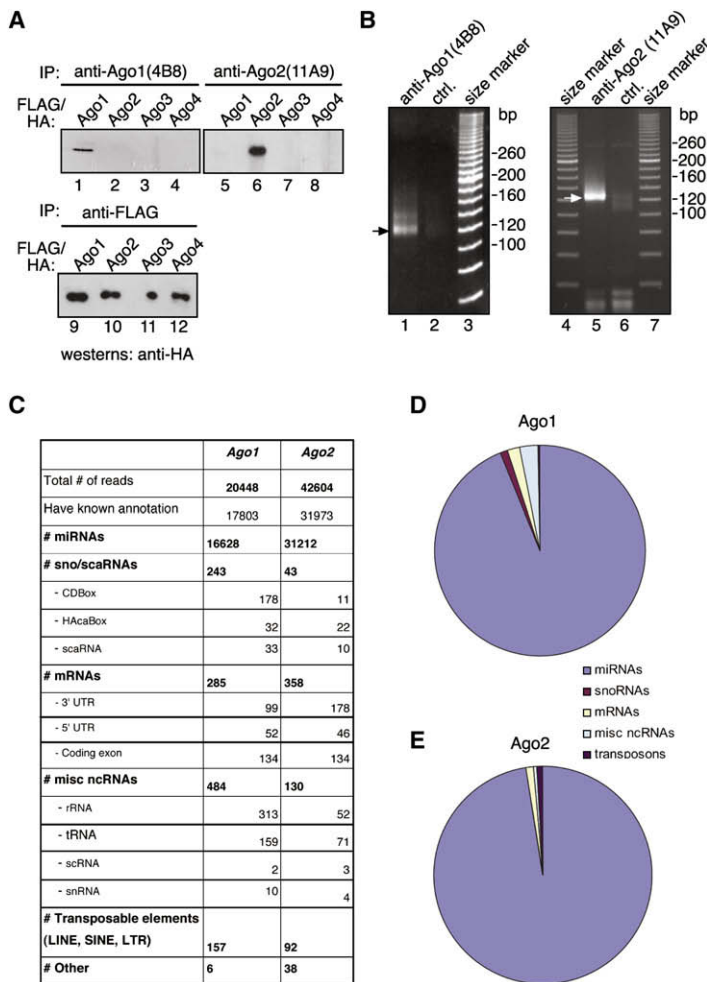 A
IP: anti-Ago1(4B8) anti-Ago2(11A9)
FLAG/HA: Ago1 Ago2 Ago3 Ago4 Ago1 Ago2 Ago3 Ago4
1 2 3 4 5 6 7 8
IP: anti-FLAG
FLAG/HA: Ago1 Ago2 Ago3 Ago4
9 10 11 12
westerns: anti-HA
B
anti-Ago1(4B8) ctrl. size marker
bp
-260
-200
-160
-120
-100
1 2 3
size marker anti-Ago2 (11A9) ctrl. size marker
bp
-260
-200
-160
-120
-100
4 5 6 7
C
Ago1 Ago2
Total # of reads 20448 42604
Have known annotation 17803 31973
# miRNAs 16628 31212
# sno/scaRNAs 243 43
- CDBox 178 11
- HAcaBox 32 22
- scaRNA 33 10
# mRNAs 285 358
- 3' UTR 99 178
- 5' UTR 52 46
- Coding exon 134 134
# misc ncRNAs 484 130
- rRNA 313 52
- tRNA 159 71
- scRNA 2 3
- snRNA 10 4
# Transposable elements
(LINE, SINE, LTR) 157 92
# Other 6 38
D
Ago1
miRNAs
snoRNAs
mRNAs
misc ncRNAs
transposons
E
Ago2